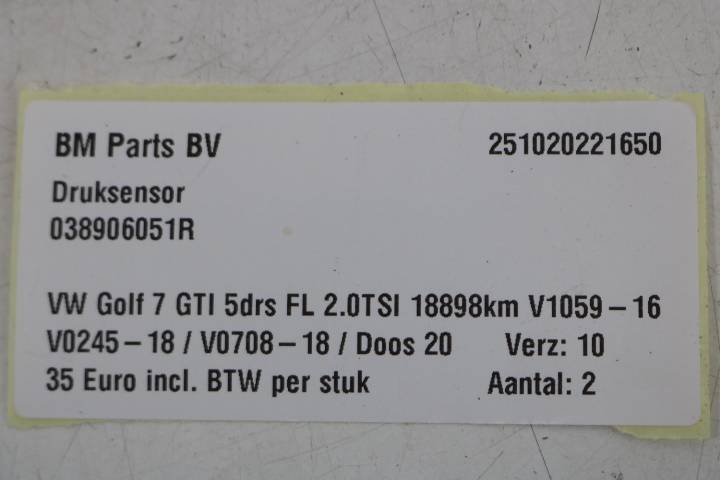 BM Parts BV 251020221650
Druksensor
038906051R
VW Golf 7 GTI 5drs FL 2.0TSI 18898km V1059-16
V0245-18 / V0708-18 / Doos 20 Verz: 10
35 Euro incl. BTW per stuk Aantal: 2